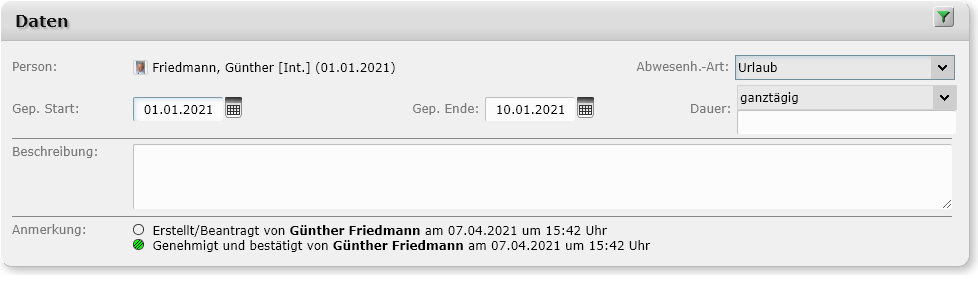 Daten
Person: Friedmann, Günther [Int.] (01.01.2021) Abwesenh.-Art: Urlaub
Gep. Start: 01.01.2021 Gep. Ende: 10.01.2021 Dauer: ganztägig
Beschreibung:
Anmerkung: Erstellt/Beantragt von Günther Friedmann am 07.04.2021 um 15:42 Uhr
Genehmigt und bestätigt von Günther Friedmann am 07.04.2021 um 15:42 Uhr